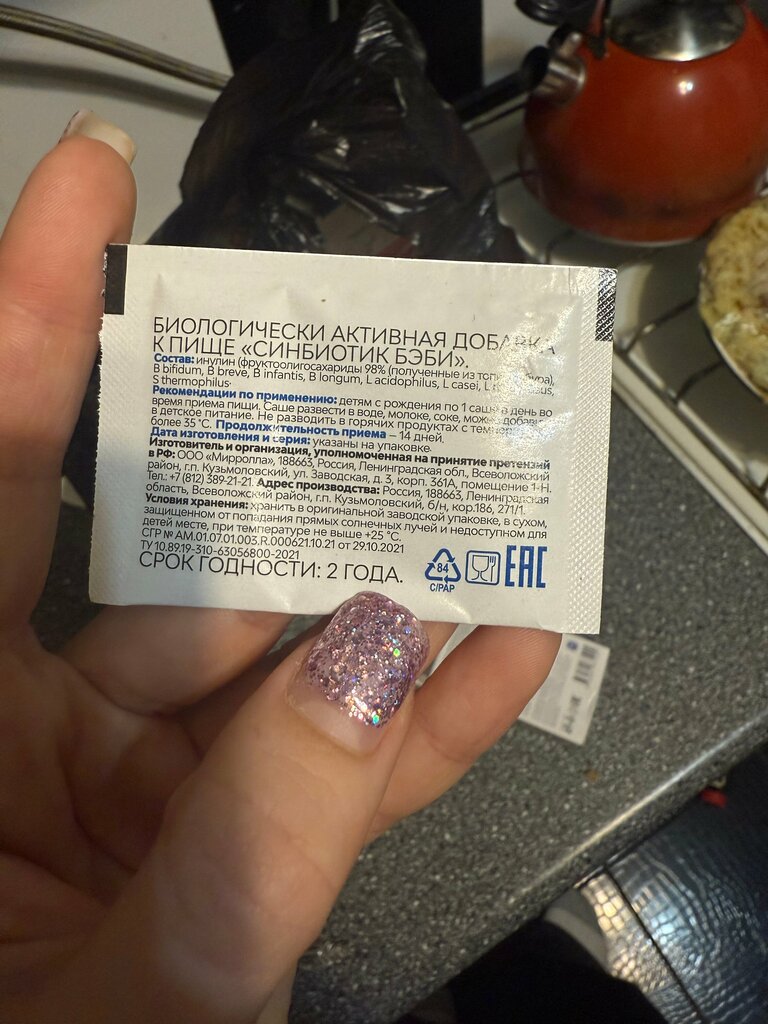 БИОЛОГИЧЕСКИ АКТИВНАЯ ДОБАВКА
К ПИЩЕ «СИНБИОТИК БЭБИ».
Состав: инулин (фруктоолигосахариды 98% (полученные из
B bifidum, B breve, B infantis, B longum, L acidophilus, L casei, L
S thermophilus.
Рекомендации по применению: детям с рождения по 1 саше в день во
время приема пищи. Саше развести в воде, молоке, соке, можно
в детское питание. Не разводить в горячих продуктах с
более 35 °С. Продолжительность приема – 14 дней.
Дата изготовления и серия: указаны на упаковке.
Изготовитель и организация, уполномоченная на принятие претензий
в РФ: ООО «Мирролла», 188663, Россия, Ленинградская обл., Всеволожский
район, г.п. Кузьмоловский, ул. Заводская, д. 3, корп. 361А, помещение 1-Н.
Тел.: +7 (812) 389-21-21. Адрес производства: Россия, 188663, Ленинградская
область, Всеволожский район, г.п. Кузьмоловский, б/н, кор.186, 271/1.
Условия хранения: хранить в оригинальной заводской упаковке, в сухом,
защищенном от попадания прямых солнечных лучей и недоступном для
детей месте, при температуре не выше +25 °С.
СГР № AM.01.07.01.003.R.000621.10.21 от 29.10.2021
ТУ 10.89.19-310-63056800-2021
СРОК ГОДНОСТИ: 2 ГОДА.
84
C/PAP
EAC